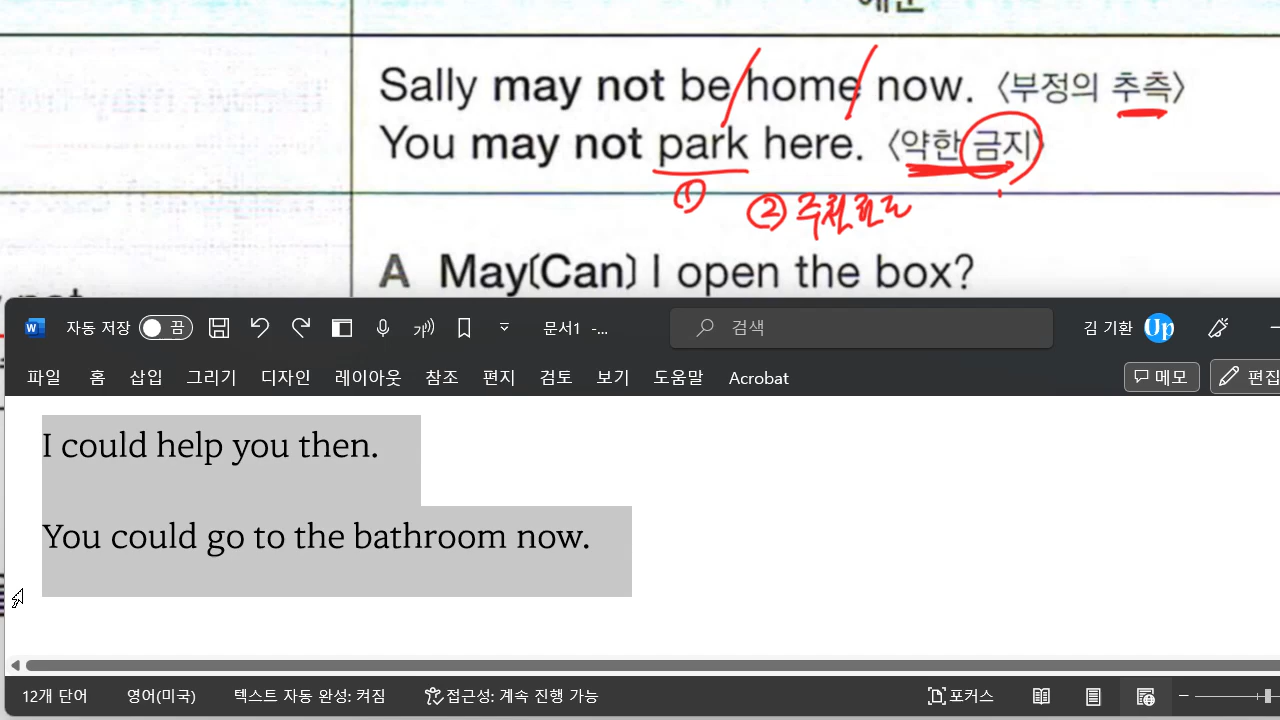 Sally may not be home now. 〈부정의 추측〉
You may not park here. 〈약한 금지〉
① ②
A May(Can) I open the box?
자동 저장 끔 가 문서1 -... 검색 김 기환 Up
파일 홈 삽입 그리기 디자인 레이아웃 참조 편지 검토 보기 도움말 Acrobat 메모 편집
I could help you then.
You could go to the bathroom now.
12개 단어 영어(미국) 텍스트 자동 완성: 켜짐 접근성: 계속 진행 가능 포커스